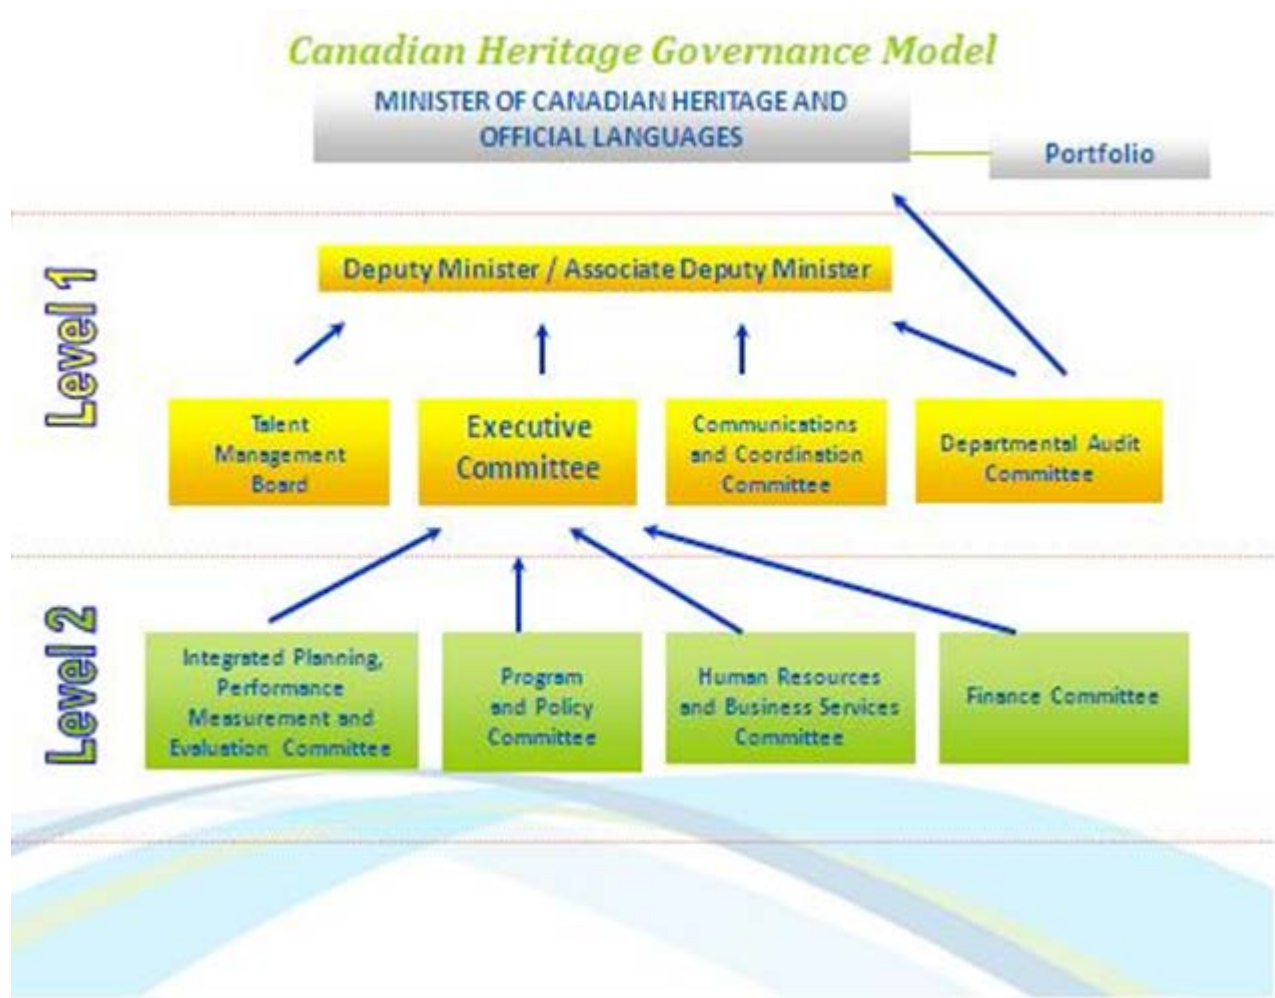 Canadian Heritage Governance Model
MINISTER OF CANADIAN HERITAGE AND
OFFICIAL LANGUAGES
Portfolio
Level 1
Deputy Minister / Associate Deputy Minister
Talent
Management
Board
Executive
Committee
Communications
and Coordination
Committee
Departmental Audit
Committee
Level 2
Integrated Planning,
Performance
Measurement and
Evaluation Committee
Program
and Policy
Committee
Human Resources
and Business Services
Committee
Finance Committee